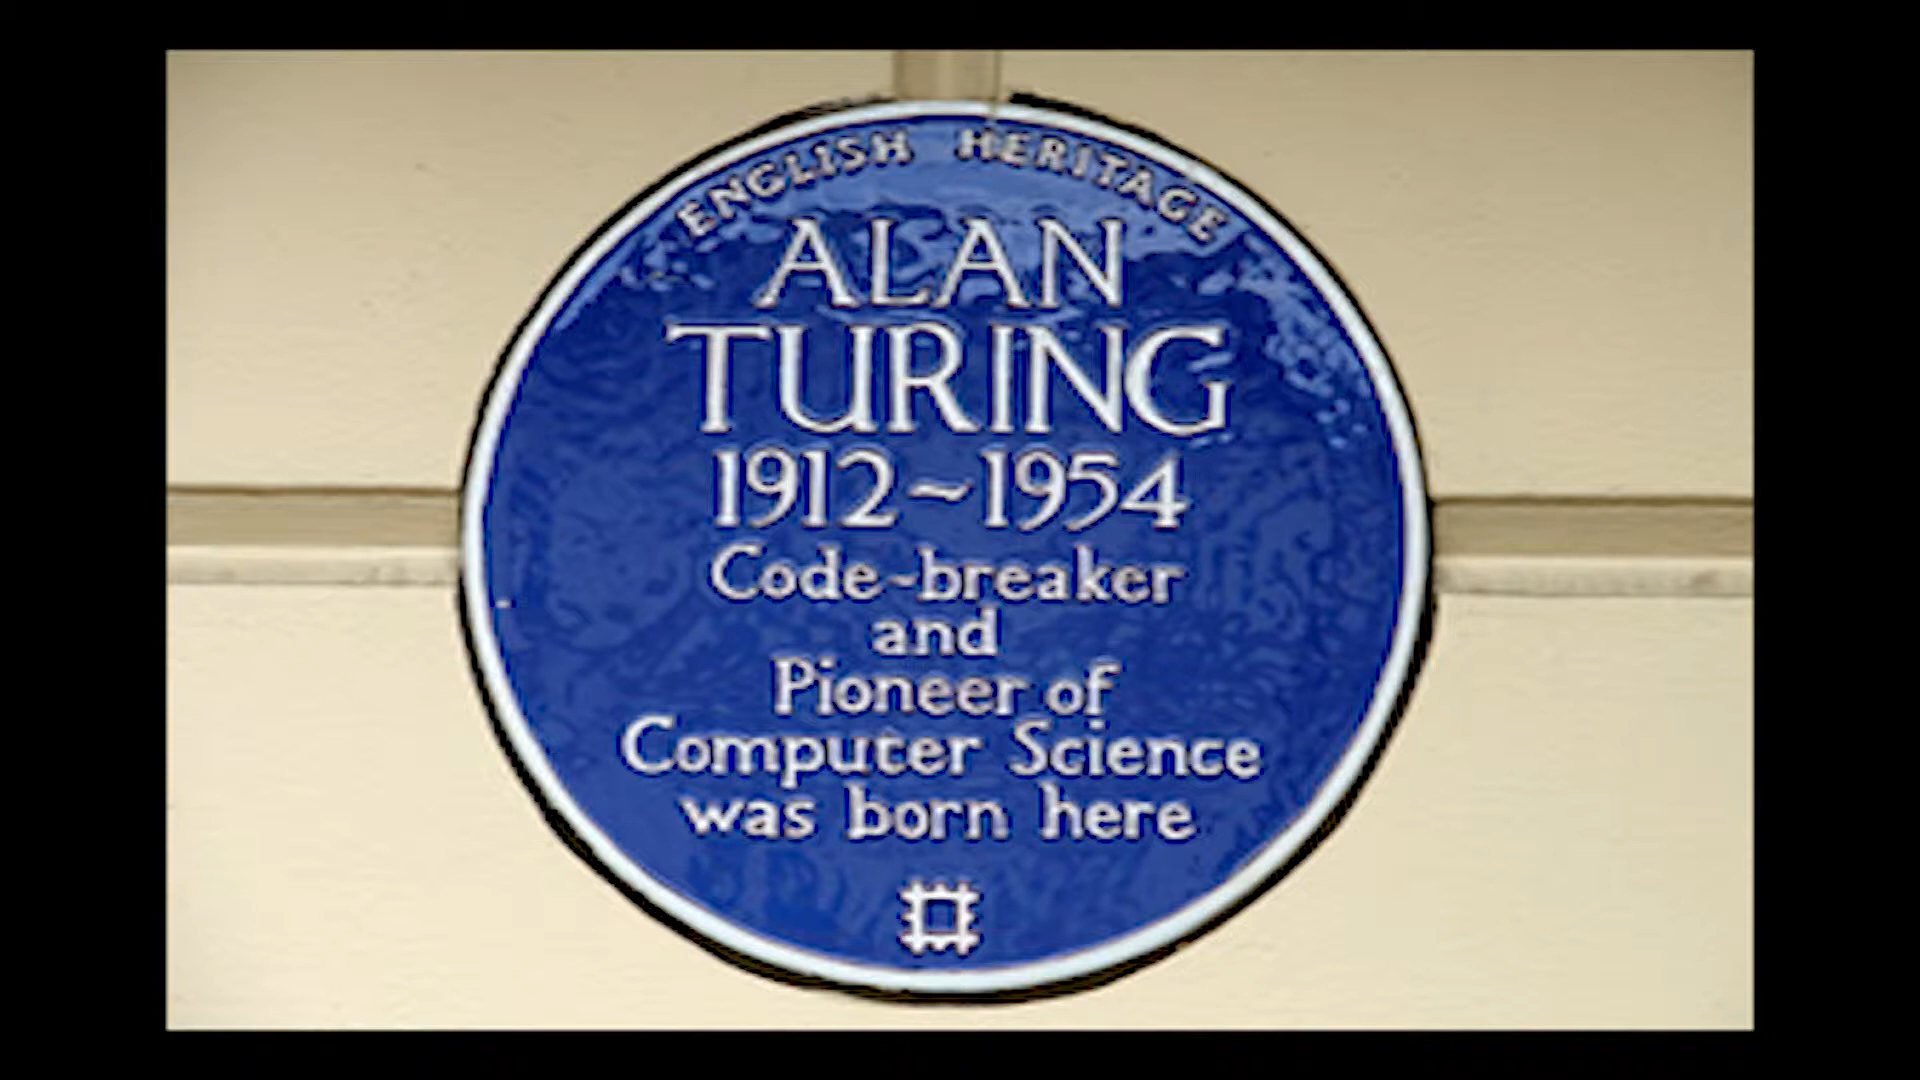 ENGLISH HERITAGE
ALAN
TURING
1912~1954
Code-breaker
and
Pioneer of
Computer Science
was born here